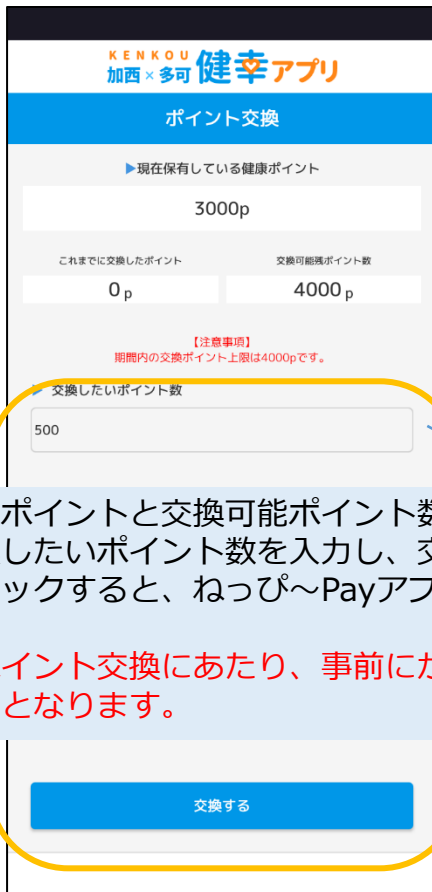 KENKOU
加西×多可 健幸アプリ
ポイント交換
▶現在保有している健康ポイント
3000p
これまでに交換したポイント 交換可能残ポイント数
0 p 4000 p
【注意事項】
期間内の交換ポイント上限は4000pです。
交換したいポイント数
500
ポイントと交換可能ポイント数
したいポイント数を入力し、交
ックすると、ねっぴ～Payアプ
イント交換にあたり、事前にか
となります。
交換する